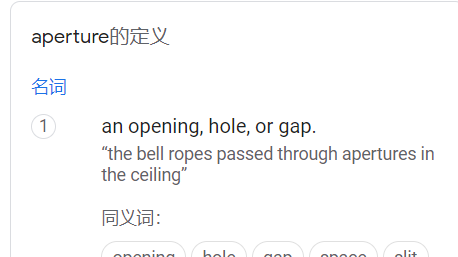 aperture的定义
名词
1
an opening, hole, or gap.
“the bell ropes passed through apertures in
the ceiling”
同义词：
opening hole gap space slit